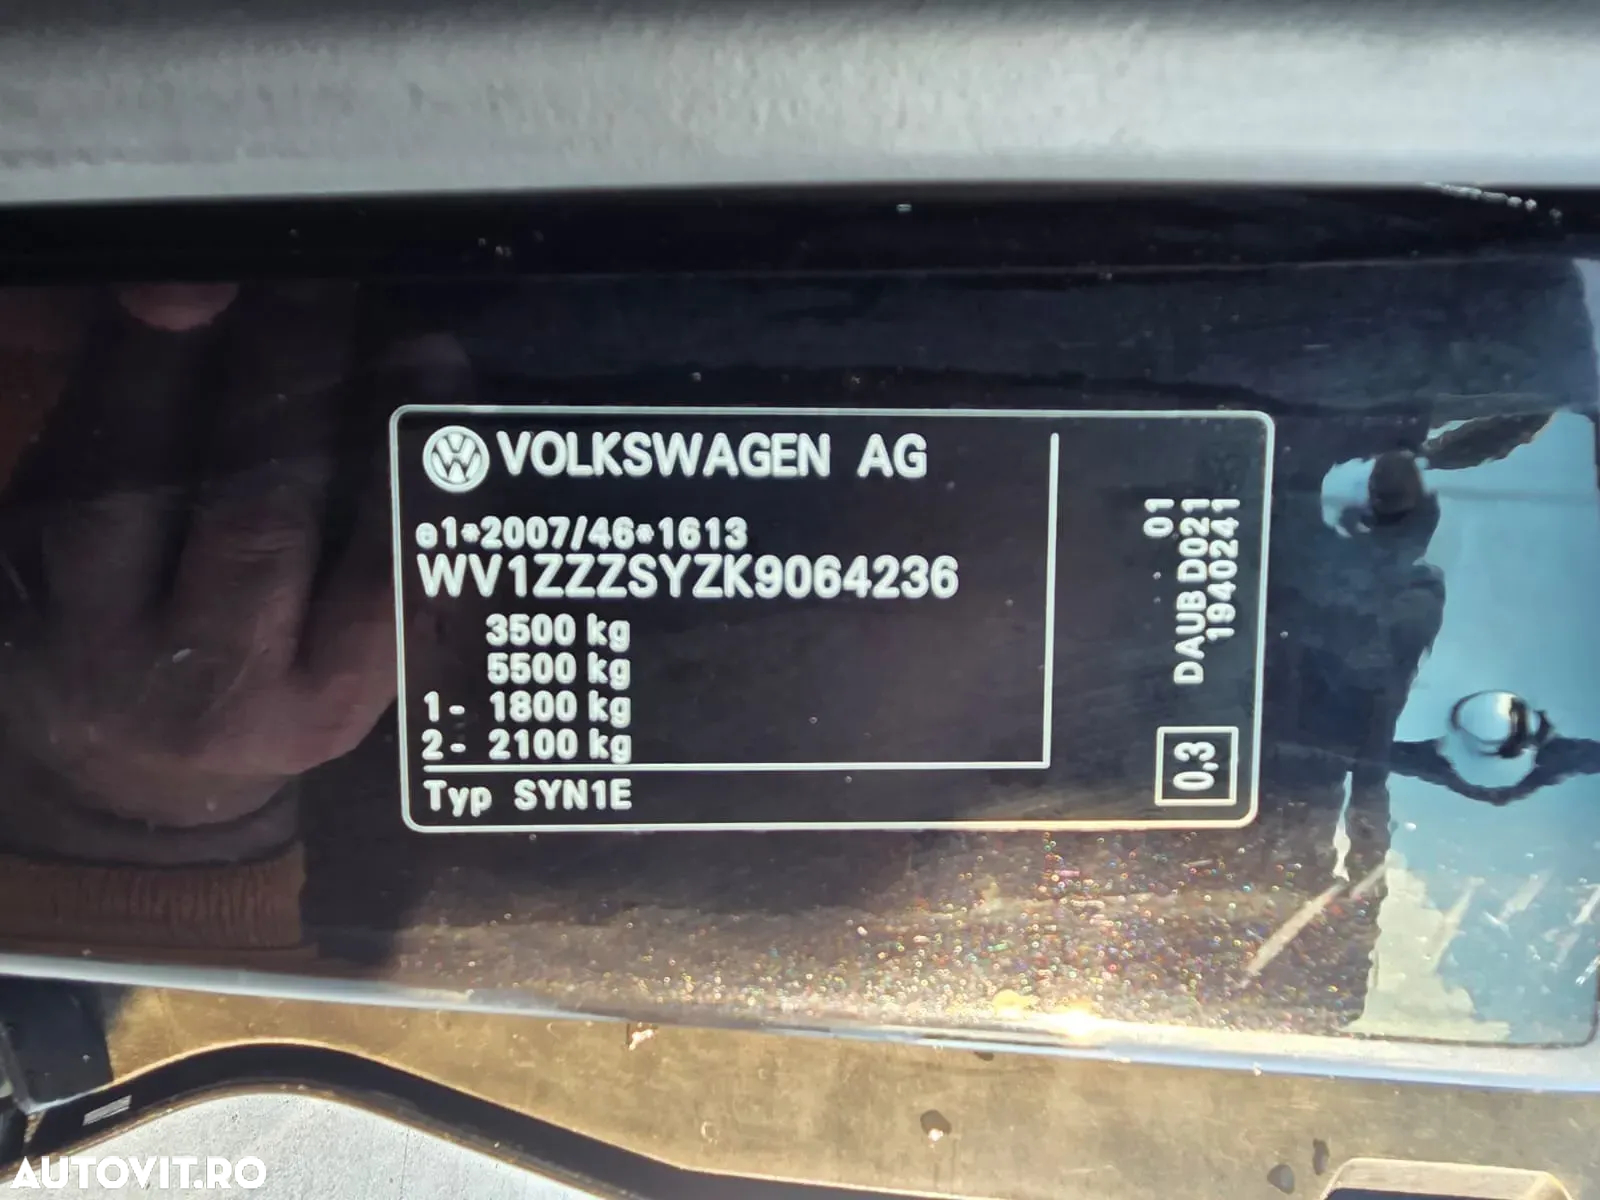 VOLKSWAGEN AG
e1*2007/46*1613
WV1ZZZSYZK9064236
3500 kg
5500 kg
1- 1800 kg
2- 2100 kg
Typ SYN1E
01
DAUB D021
1940241
0,3
AUTOVIT.RO